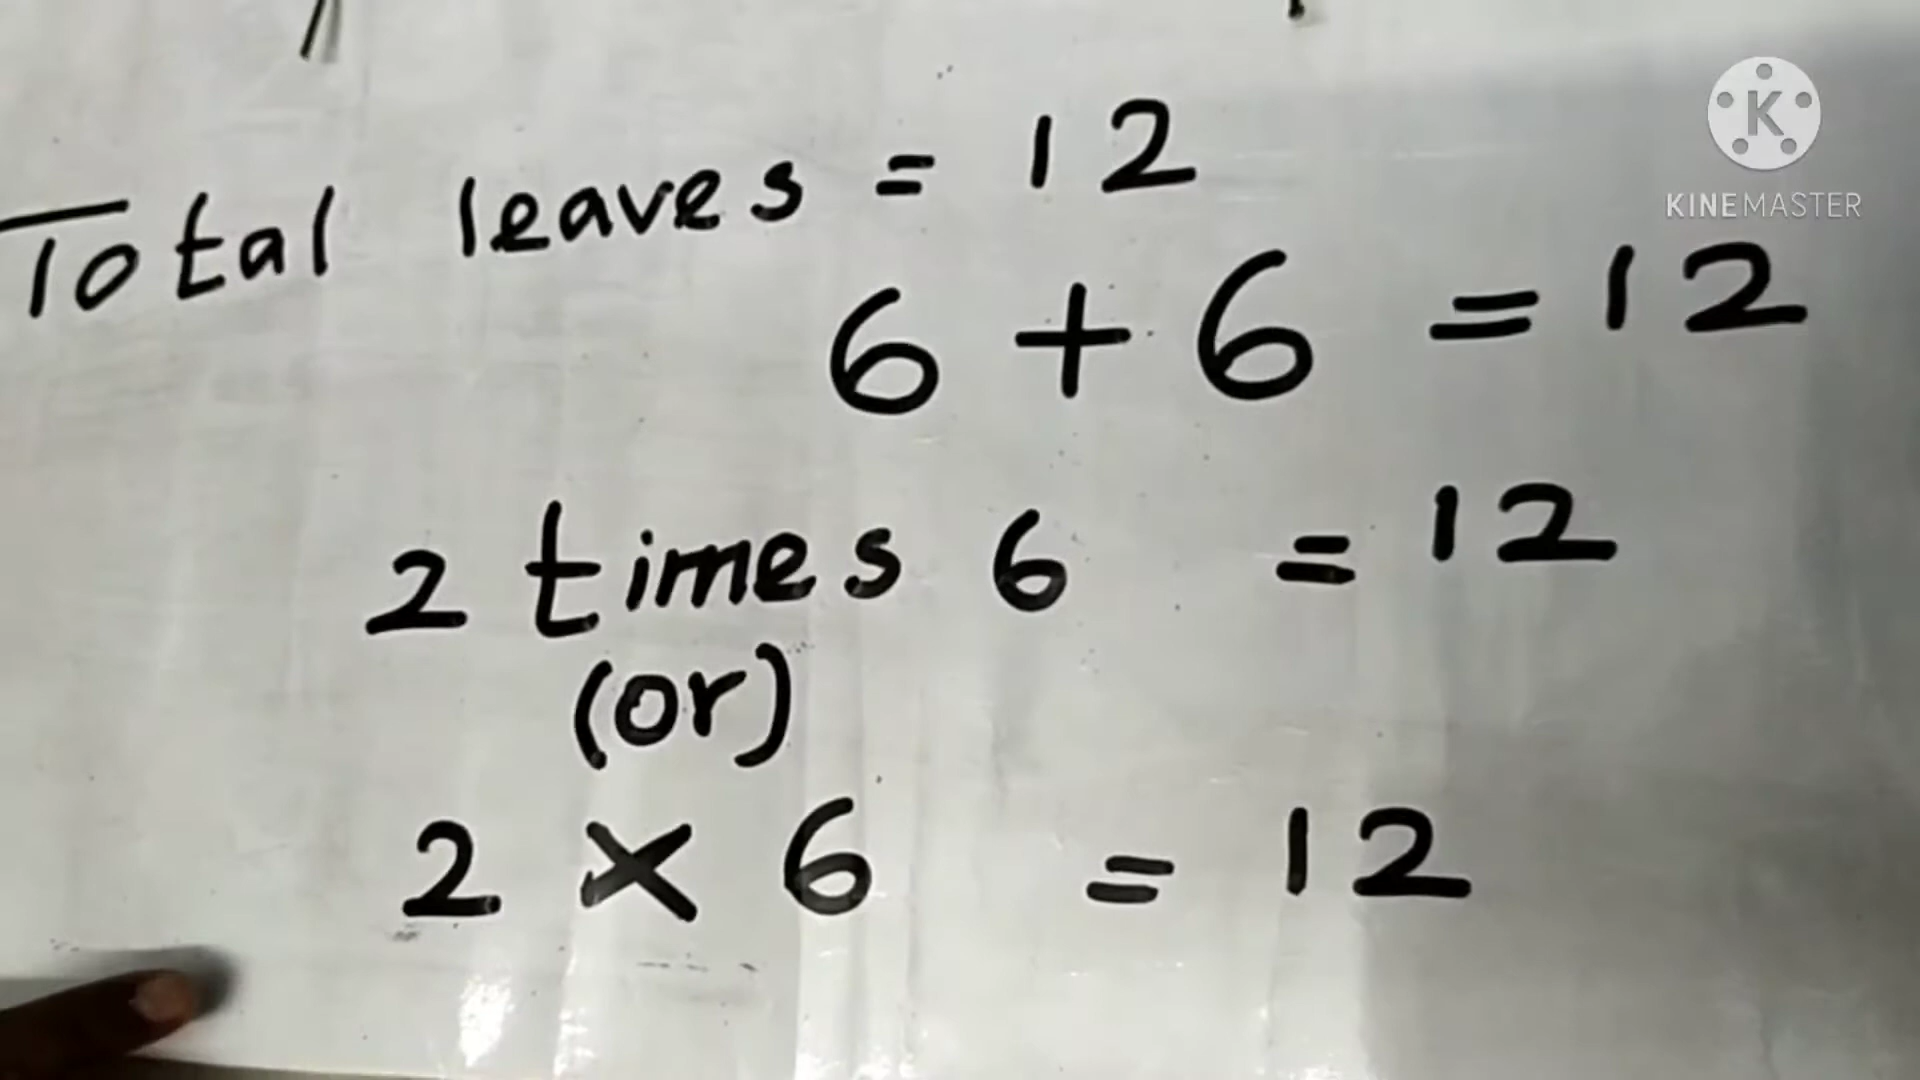 Total leaves = 12
6 + 6 = 12
2 times 6 = 12
(or)
2 × 6 = 12
K
KINEMASTER